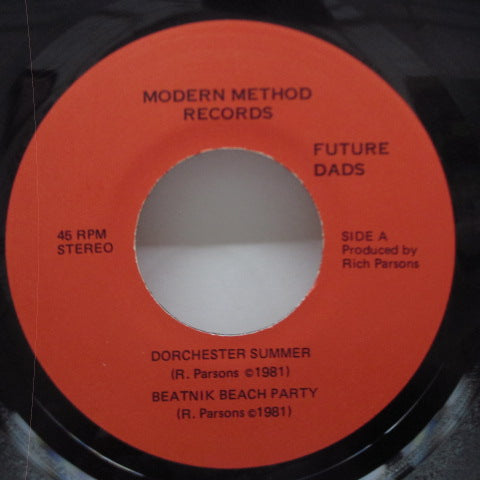 MODERN METHOD
RECORDS
FUTURE
DADS
45 RPM
STEREO
SIDE A
Produced by
Rich Parsons
DORCHESTER SUMMER
(R. Parsons ©1981)
BEATNIK BEACH PARTY
(R. Parsons ©1981)